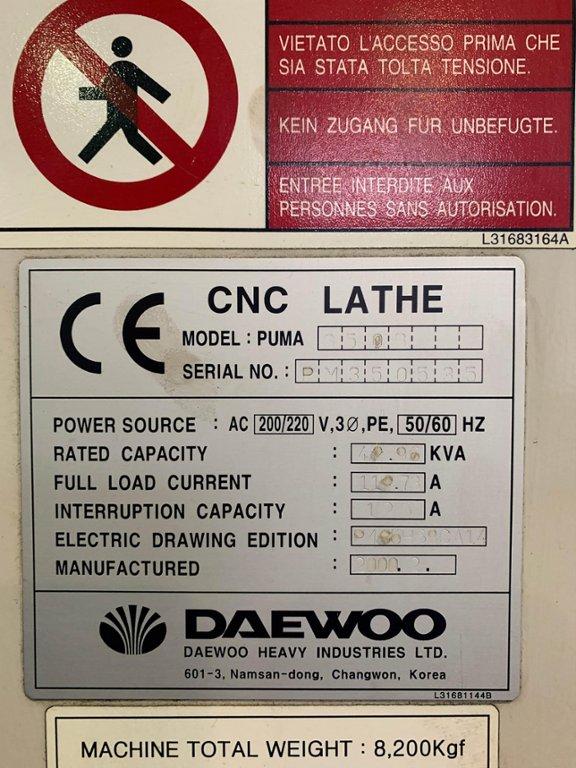 VIETATO L'ACCESSO PRIMA CHE
SIA STATA TOLTA TENSIONE.
KEIN ZUGANG FÜR UNBEFUGTE.
ENTREE INTERDITE AUX
PERSONNES SANS AUTORISATION.
L31683164A
CE
CNC LATHE
MODEL : PUMA
SERIAL NO. : PM350535
POWER SOURCE : AC 200/220 V,3Ø,PE, 50/60 HZ
RATED CAPACITY : KVA
FULL LOAD CURRENT : A
INTERRUPTION CAPACITY : A
ELECTRIC DRAWING EDITION :
MANUFACTURED :
DAEWOO
DAEWOO HEAVY INDUSTRIES LTD.
601-3, Namsan-dong, Changwon, Korea
L31681144B
MACHINE TOTAL WEIGHT : 8,200Kgf